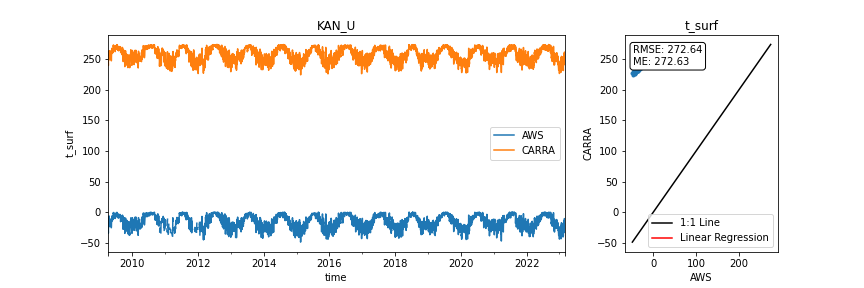 KAN_U
t_surf
250
200
150
100
50
0
−50
2010
2012
2014
2016
2018
2020
2022
time
AWS
CARRA
t_surf
CARRA
250
200
150
100
50
0
−50
RMSE: 272.64
ME: 272.63
1:1 Line
Linear Regression
0
100
200
AWS